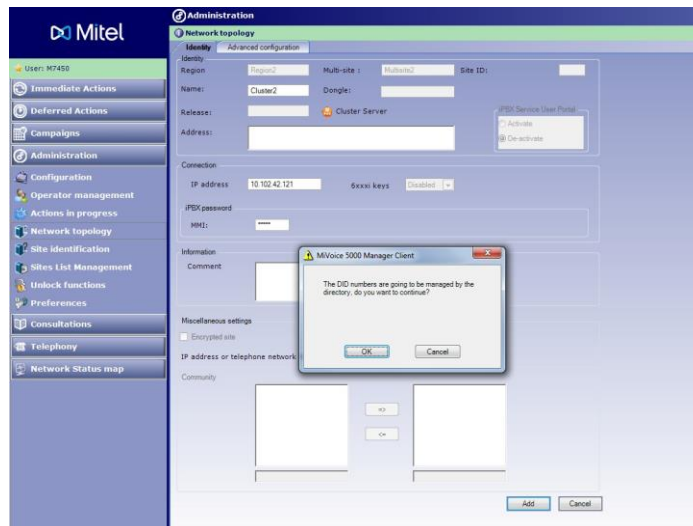 Mitel
User: M7450
Immediate Actions
Deferred Actions
Campaigns
Administration
Configuration
Operator management
Actions in progress
Network topology
Site identification
Sites List Management
Unlock functions
Preferences
Consultations
Telephony
Network Status map
Administration
Network topology
Identity Advanced configuration
Identity
Region Region2 Multi-site : Multisite2 Site ID:
Name: Cluster2 Dongle:
Release: Cluster Server
iPBX Service User Portal
Activate
De-activate
Address:
Connection
IP address 10.102.42.121 6xxxi keys Disabled
iPBX password
MMI: *****
Information
Comment
MiVoice 5000 Manager Client
The DID numbers are going to be managed by the
directory, do you want to continue?
OK Cancel
Miscellaneous settings
Encrypted site
IP address or telephone network
Community
=>
<=
Add Cancel